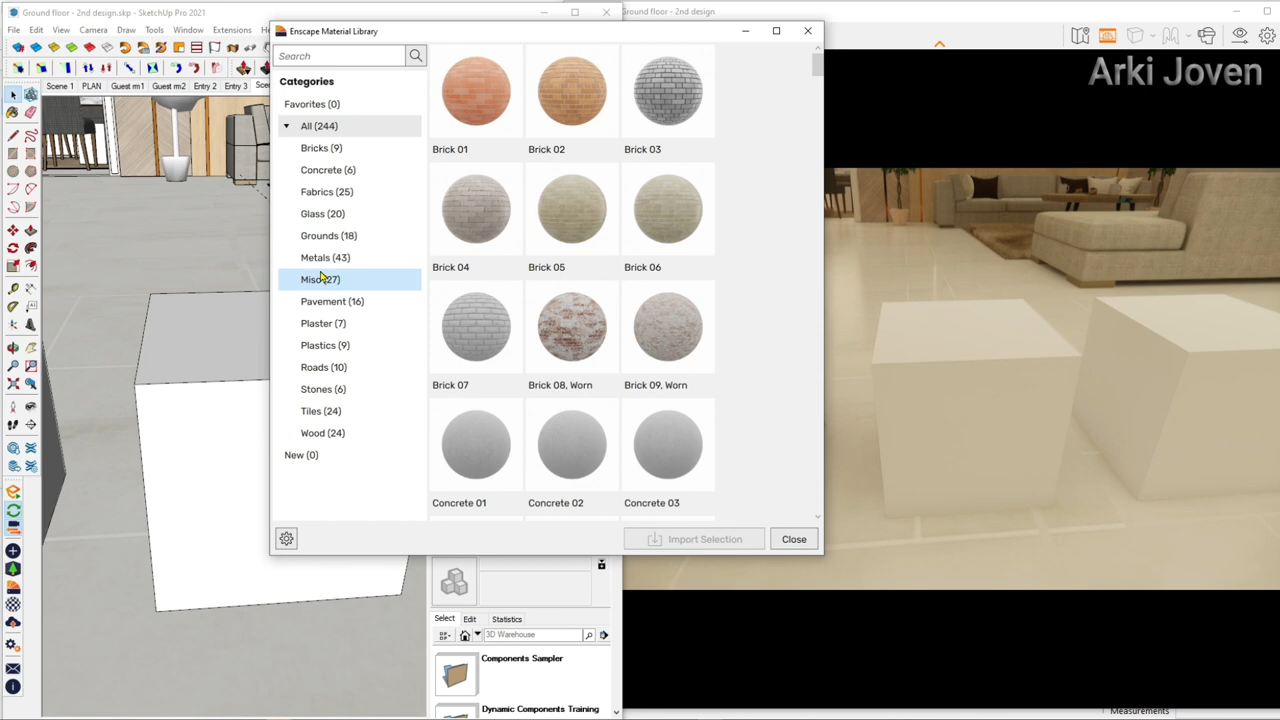 Ground floor - 2nd design.skp - SketchUp Pro 2021
File Edit View Camera Draw Tools Window Extensions
Scene 1 PLAN Guest rm1 Guest rm2 Entry 2 Entry 3
Enscape Material Library
Search
Categories
Favorites (0)
All (244)
Bricks (9)
Concrete (6)
Fabrics (25)
Glass (20)
Grounds (18)
Metals (43)
Pavement (16)
Plaster (7)
Plastics (9)
Roads (10)
Stones (6)
Tiles (24)
Wood (24)
New (0)
Brick 01 Brick 02 Brick 03
Brick 04 Brick 05 Brick 06
Brick 07 Brick 08, Worn Brick 09, Worn
Concrete 01 Concrete 02 Concrete 03
Import Selection Close
Ground floor - 2nd design
Arki Joven
Select Edit Statistics
3D Warehouse
Components Sampler
Dynamic Components Training
Measurements